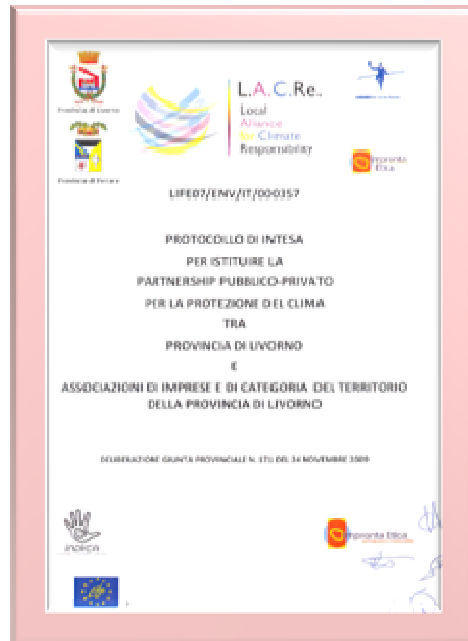 Provincia di Livorno
Provincia di Ferrara
L.A.C.Re.
Local
Alliance
for Climate
Responsibility
Impronta
Etica
LIFE07/ENV/IT/000357
PROTOCOLLO DI INTESA
PER ISTITUIRE LA
PARTNERSHIP PUBBLICO-PRIVATO
PER LA PROTEZIONE DEL CLIMA
TRA
PROVINCIA DI LIVORNO
E
ASSOCIAZIONI DI IMPRESE E DI CATEGORIA DEL TERRITORIO
DELLA PROVINCIA DI LIVORNO
DELIBERAZIONE GIUNTA PROVINCIALE N. DEL 24 NOVEMBRE 2009
INDICA
Impronta Etica